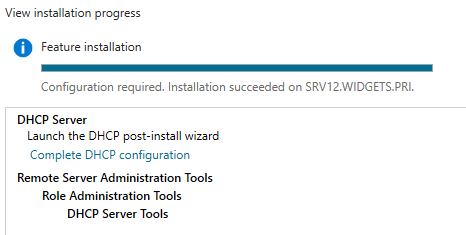 View installation progress
Feature installation
Configuration required. Installation succeeded on SRV12.WIDGETS.PRI.
DHCP Server
Launch the DHCP post-install wizard
Complete DHCP configuration
Remote Server Administration Tools
Role Administration Tools
DHCP Server Tools